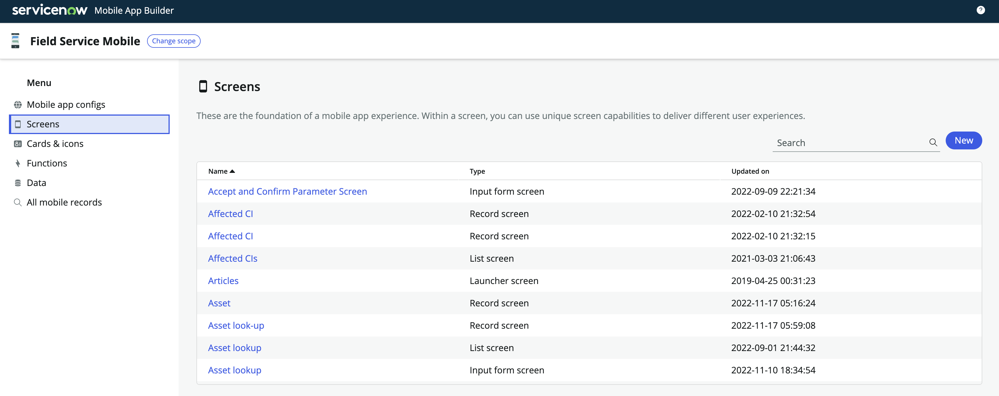 servicenow Mobile App Builder
?
Field Service Mobile Change scope
Menu
Mobile app configs
Screens
Cards & icons
Functions
Data
All mobile records
Screens
These are the foundation of a mobile app experience. Within a screen, you can use unique screen capabilities to deliver different user experiences.
Search New
Name Type Updated on
Accept and Confirm Parameter Screen Input form screen 2022-09-09 22:21:34
Affected CI Record screen 2022-02-10 21:32:54
Affected CI Record screen 2022-02-10 21:32:15
Affected CIs List screen 2021-03-03 21:06:43
Articles Launcher screen 2019-04-25 00:31:23
Asset Record screen 2022-11-17 05:16:24
Asset look-up Record screen 2022-11-17 05:59:08
Asset lookup List screen 2022-09-01 21:44:32
Asset lookup Input form screen 2022-11-10 18:34:54